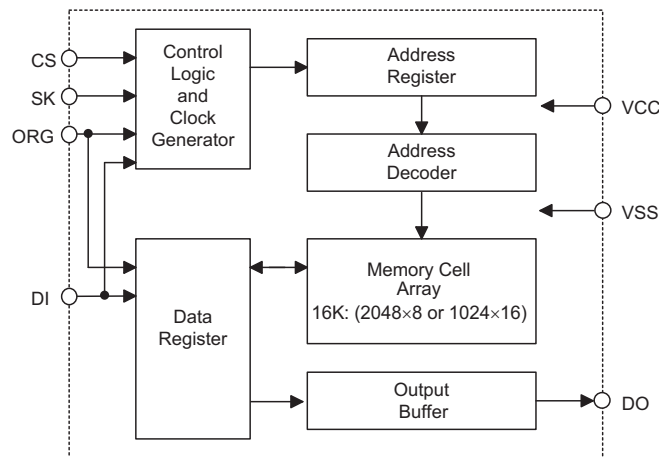 CS
SK
ORG
DI
Control
Logic
and
Clock
Generator
Address
Register
Address
Decoder
Data
Register
Memory Cell
Array
16K: (2048×8 or 1024×16)
Output
Buffer
VCC
VSS
DO